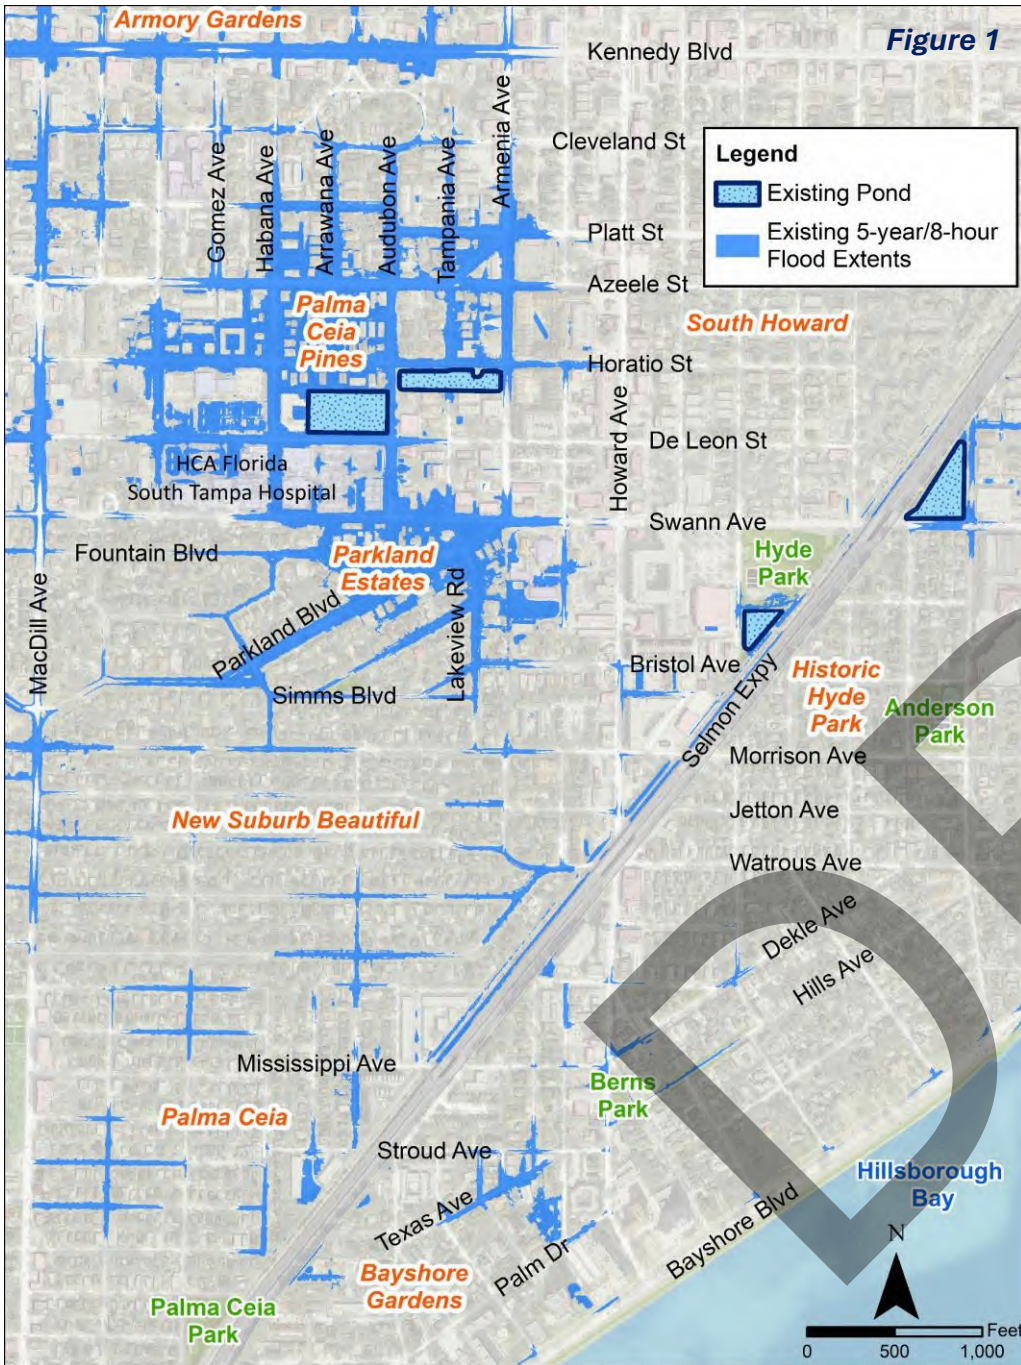 Armory Gardens
Figure 1
Kennedy Blvd
Cleveland St
Legend
Existing Pond
Existing 5-year/8-hour
Flood Extents
Gomez Ave
Habana Ave
Arrawana Ave
Audubon Ave
Tampania Ave
Armenia Ave
Platt St
Azeele St
Palma
Ceia
Pines
South Howard
Horatio St
Howard Ave
De Leon St
HCA Florida
South Tampa Hospital
Swann Ave
Fountain Blvd
Parkland
Estates
Hyde
Park
MacDill Ave
Parkland Blvd
Lakeview Rd
Simms Blvd
Bristol Ave
Selmon Expy
Historic
Hyde
Park
Anderson
Park
Morrison Ave
New Suburb Beautiful
Jetton Ave
Watrous Ave
Dekle Ave
Hills Ave
Mississippi Ave
Berns
Park
Palma Ceia
Stroud Ave
Hillsborough
Bay
Texas Ave
Palm Dr
Bayshore Blvd
Bayshore
Gardens
Palma Ceia
Park
N
Feet
0 500 1,000